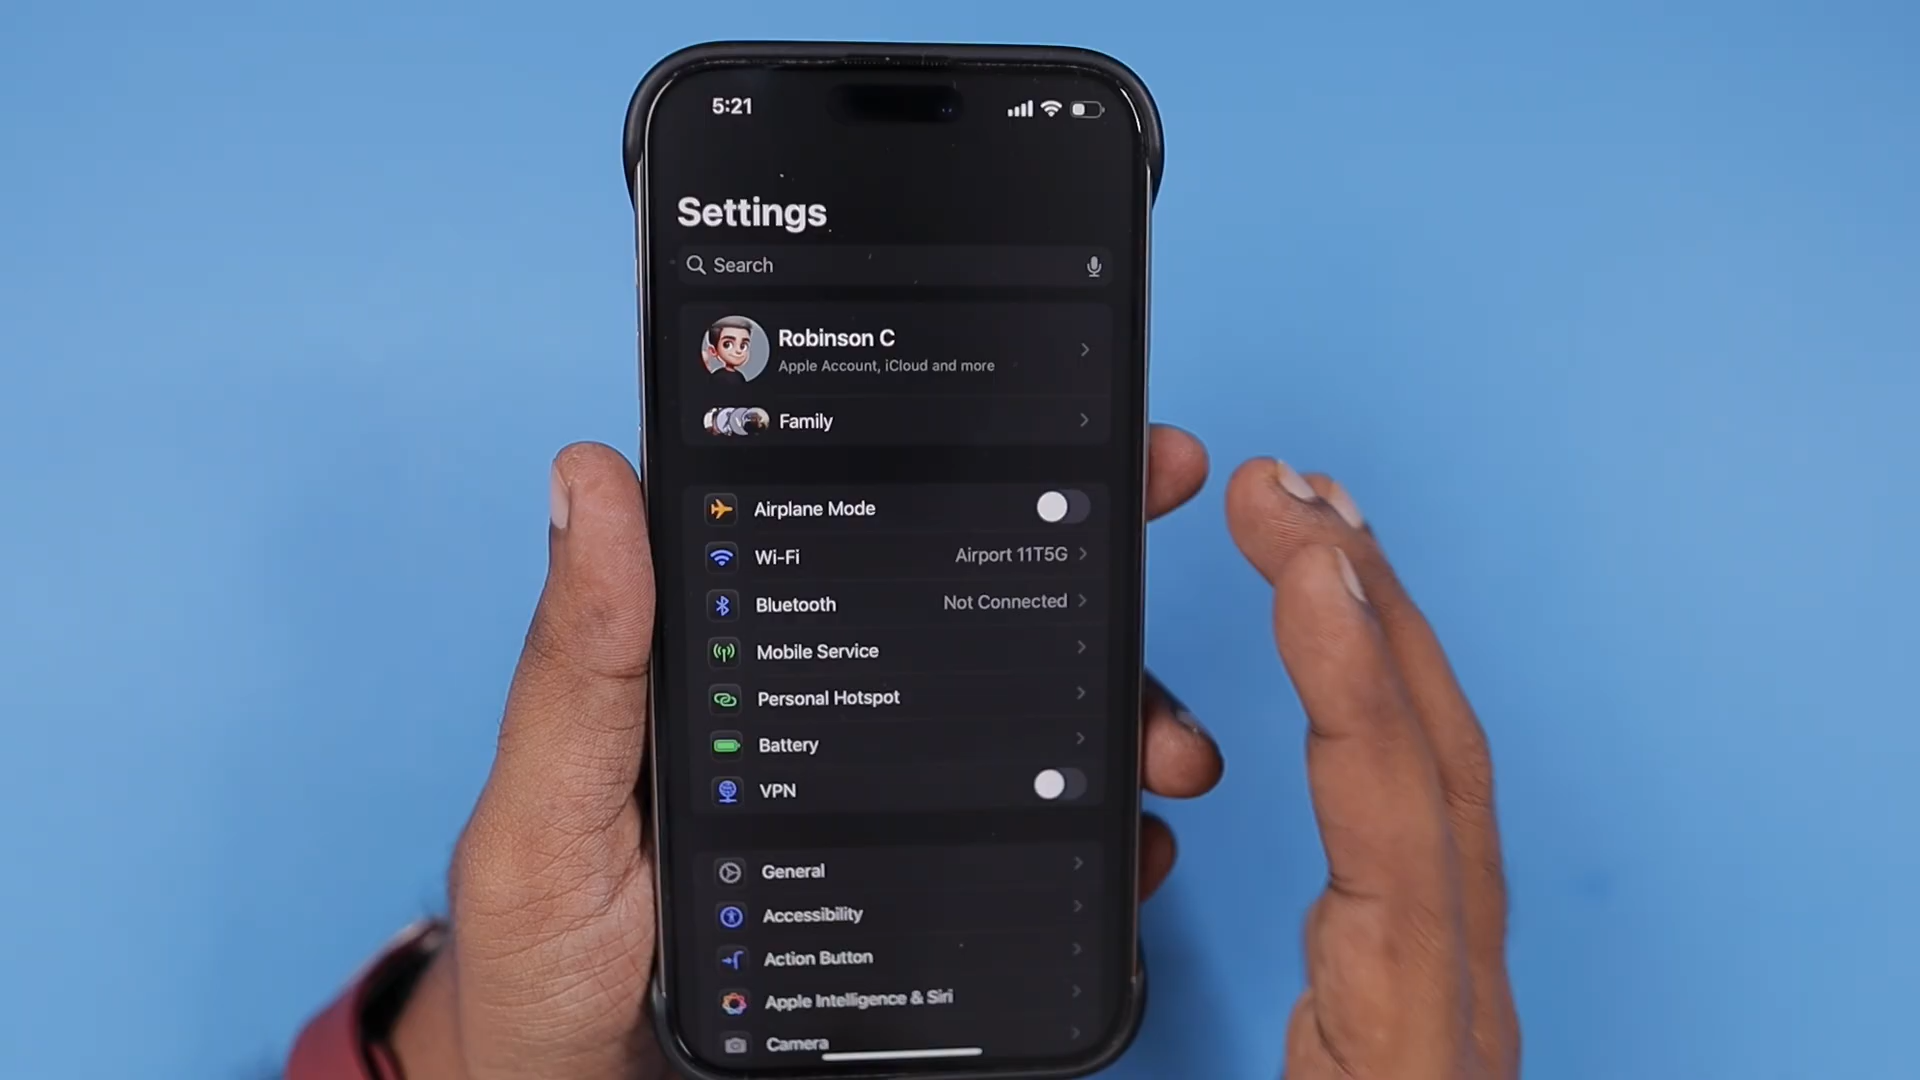 5:21
Settings
Search
Robinson C
Apple Account, iCloud and more
Family
Airplane Mode
Wi-Fi Airport 11T5G
Bluetooth Not Connected
Mobile Service
Personal Hotspot
Battery
VPN
General
Accessibility
Action Button
Apple Intelligence & Siri
Camera